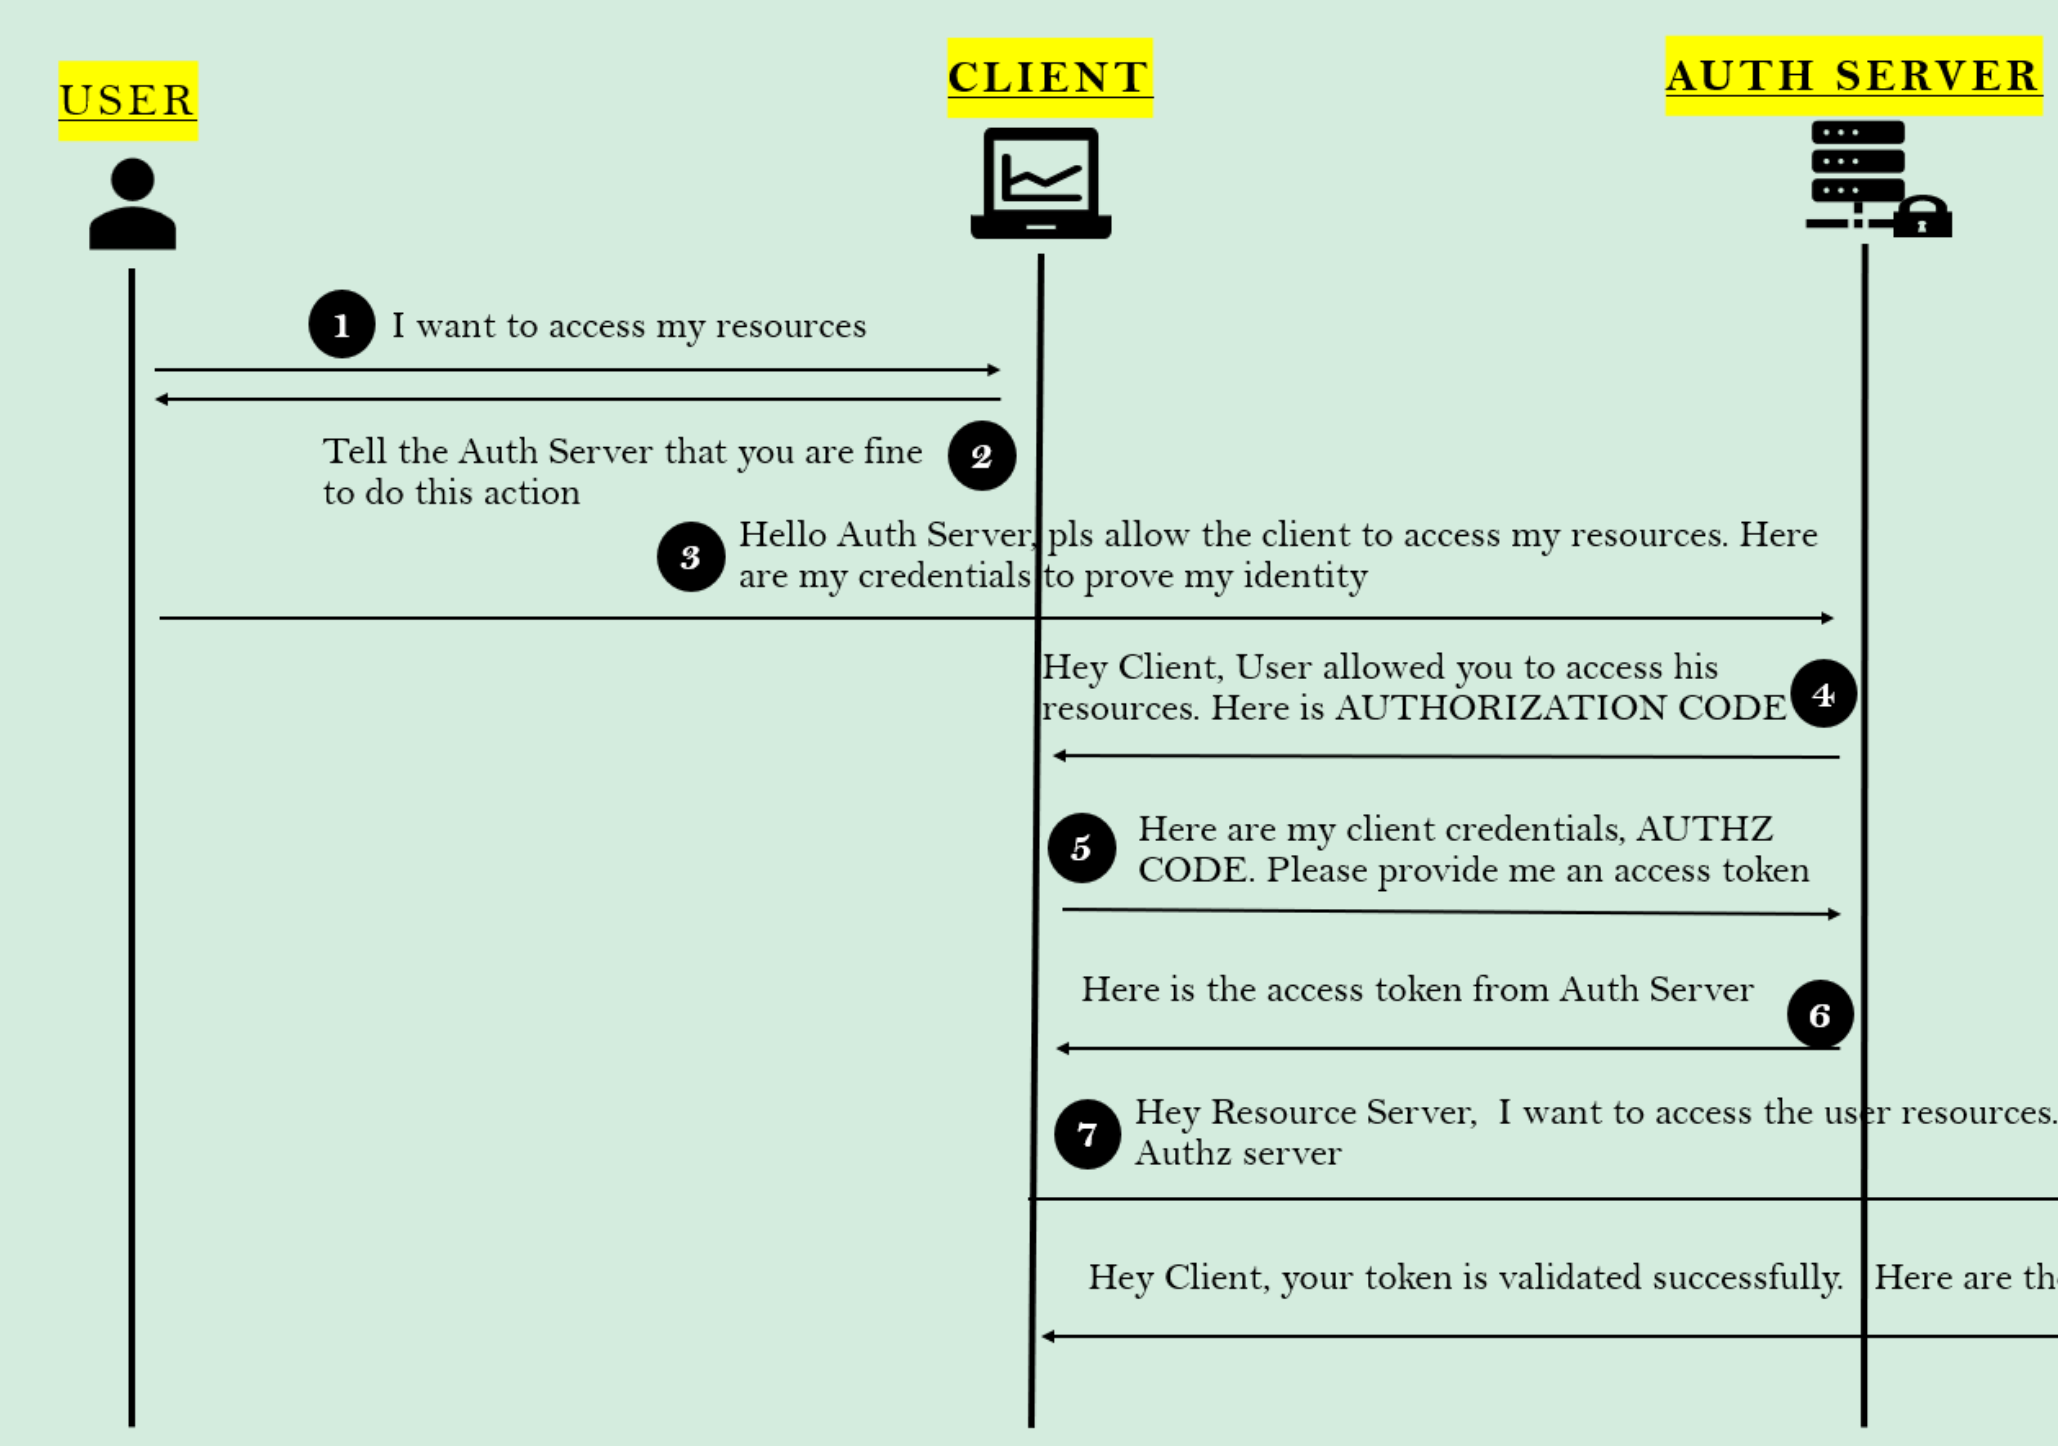 USER
CLIENT
AUTH SERVER
1 I want to access my resources
Tell the Auth Server that you are fine 2
to do this action
3 Hello Auth Server, pls allow the client to access my resources. Here
are my credentials to prove my identity
Hey Client, User allowed you to access his
resources. Here is AUTHORIZATION CODE 4
5 Here are my client credentials, AUTHZ
CODE. Please provide me an access token
Here is the access token from Auth Server 6
7 Hey Resource Server, I want to access the user resources.
Authz server
Hey Client, your token is validated successfully. Here are